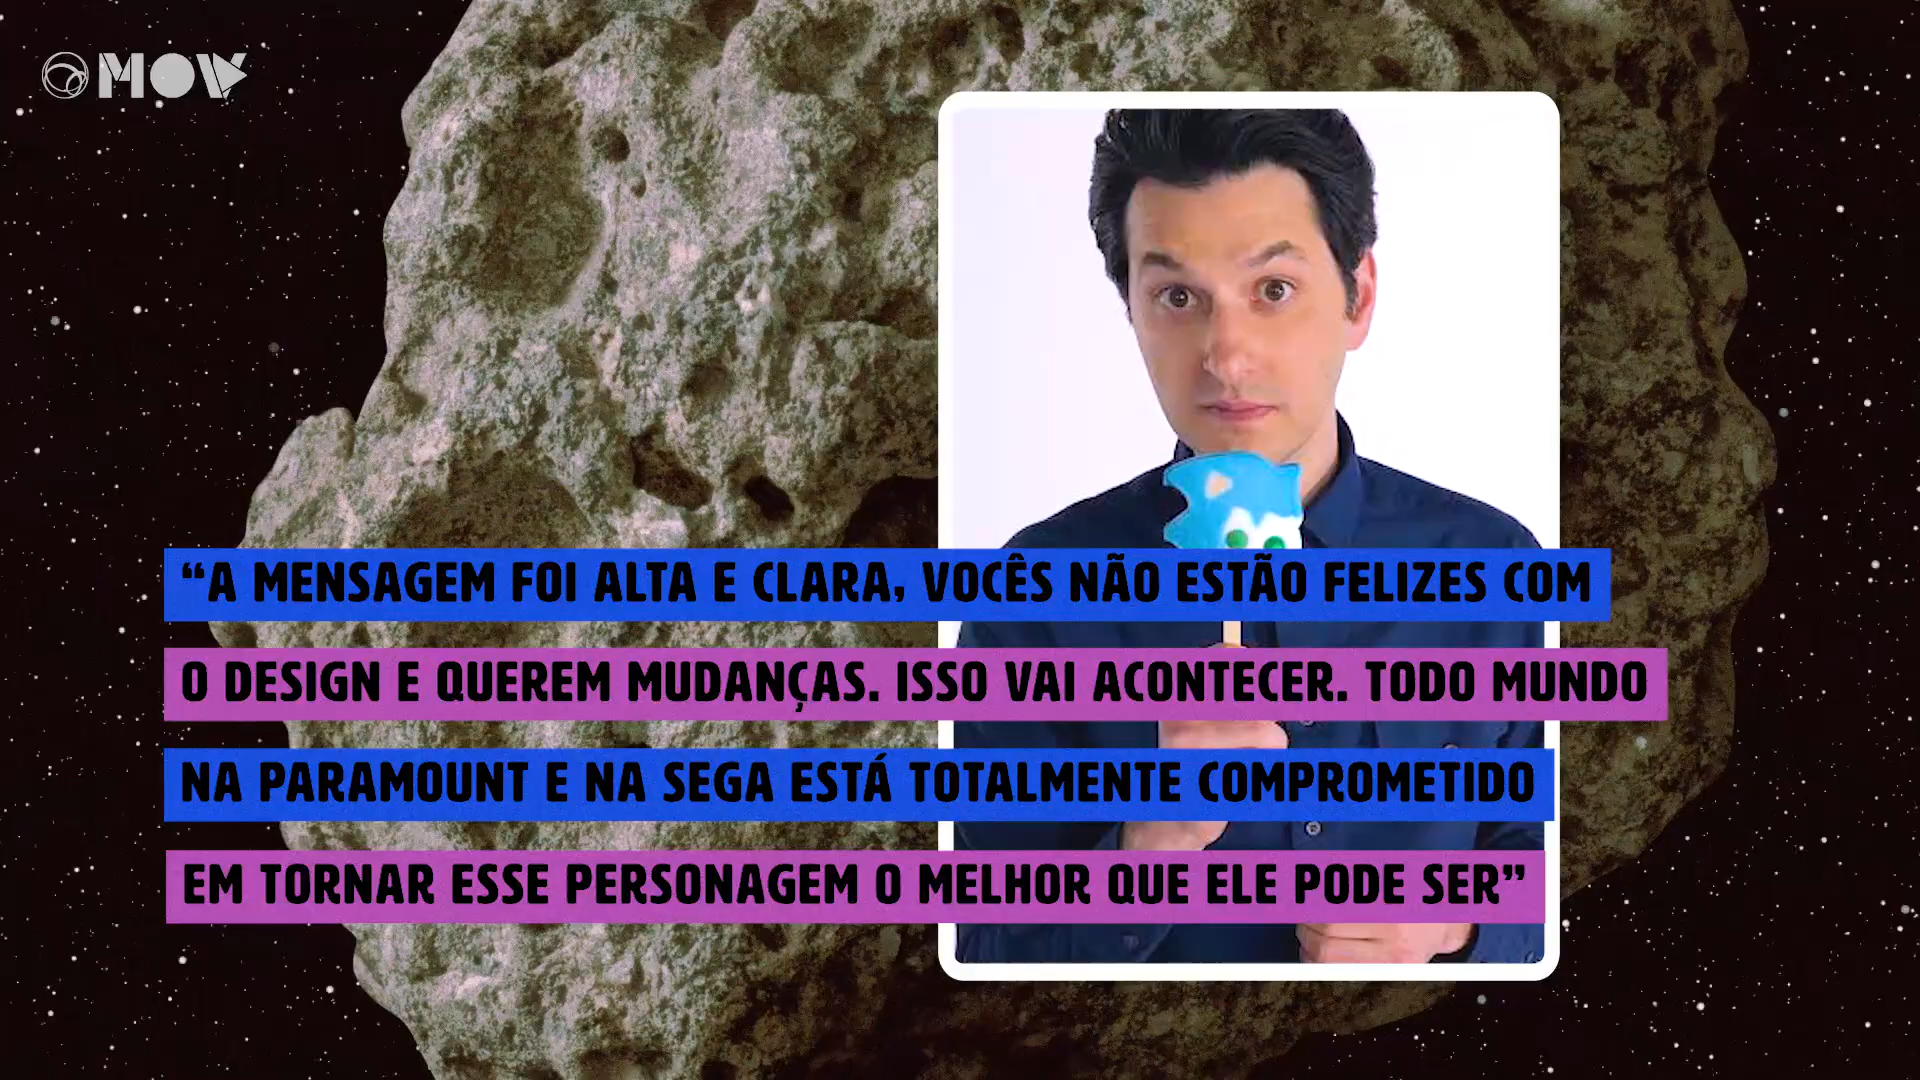 MOV
“A MENSAGEM FOI ALTA E CLARA, VOCÊS NÃO ESTÃO FELIZES COM
O DESIGN E QUEREM MUDANÇAS. ISSO VAI ACONTECER. TODO MUNDO
NA PARAMOUNT E NA SEGA ESTÁ TOTALMENTE COMPROMETIDO
EM TORNAR ESSE PERSONAGEM O MELHOR QUE ELE PODE SER”